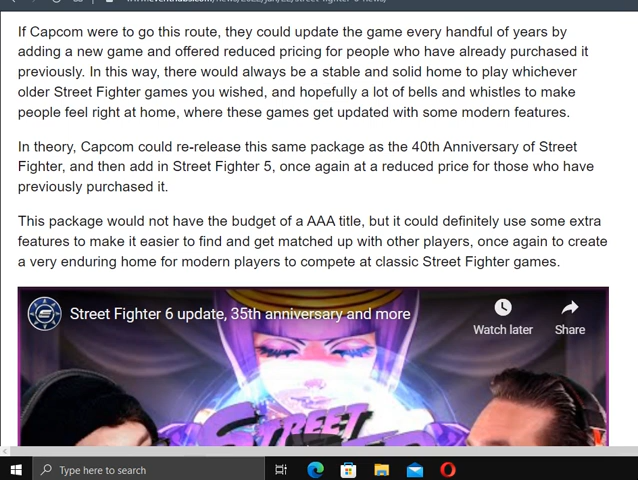 If Capcom were to go this route, they could update the game every handful of years by
adding a new game and offered reduced pricing for people who have already purchased it
previously. In this way, there would always be a stable and solid home to play whichever
older Street Fighter games you wished, and hopefully a lot of bells and whistles to make
people feel right at home, where these games get updated with some modern features.
In theory, Capcom could re-release this same package as the 40th Anniversary of Street
Fighter, and then add in Street Fighter 5, once again at a reduced price for those who have
previously purchased it.
This package would not have the budget of a AAA title, but it could definitely use some extra
features to make it easier to find and get matched up with other players, once again to create
a very enduring home for modern players to compete at classic Street Fighter games.
Street Fighter 6 update, 35th anniversary and more
Watch later
Share
STREET
Type here to search